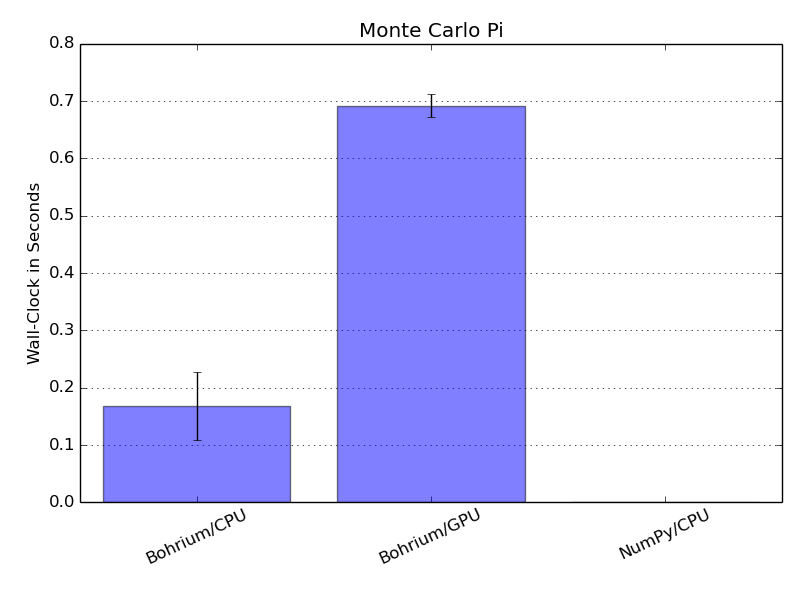 Monte Carlo Pi
0.8
0.7
0.6
0.5
0.4
0.3
0.2
0.1
0.0
Wall-Clock in Seconds
Bohrium/CPU
Bohrium/GPU
NumPy/CPU